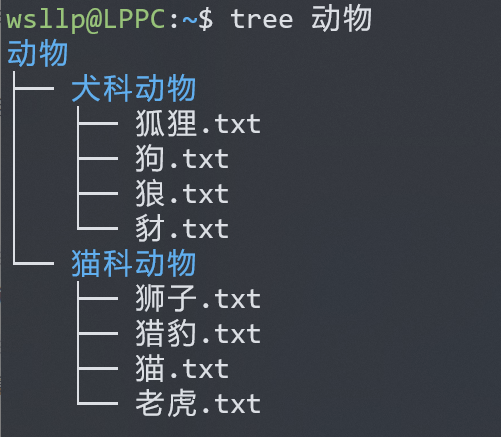 wsllp@LPPC:~$ tree 动物
动物
├── 犬科动物
│   ├── 狐狸.txt
│   ├── 狗.txt
│   ├── 狼.txt
│   └── 豺.txt
└── 猫科动物
    ├── 狮子.txt
    ├── 猎豹.txt
    ├── 猫.txt
    └── 老虎.txt